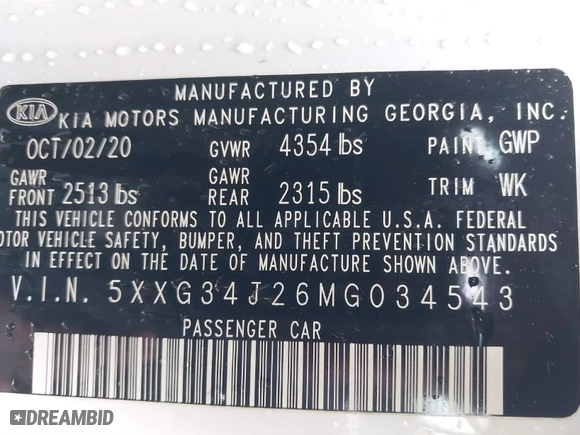 MANUFACTURED BY
KIA KIA MOTORS MANUFACTURING GEORGIA, INC.
OCT/02/20 GVWR 4354 lbs PAINT GWP
GAWR FRONT 2513 lbs GAWR REAR 2315 lbs TRIM WK
THIS VEHICLE CONFORMS TO ALL APPLICABLE U.S.A. FEDERAL
OTOR VEHICLE SAFETY, BUMPER, AND THEFT PREVENTION STANDARDS
IN EFFECT ON THE DATE OF MANUFACTURE SHOWN ABOVE.
V.I.N. 5XXG34J26MG034543
PASSENGER CAR
DREAMBID